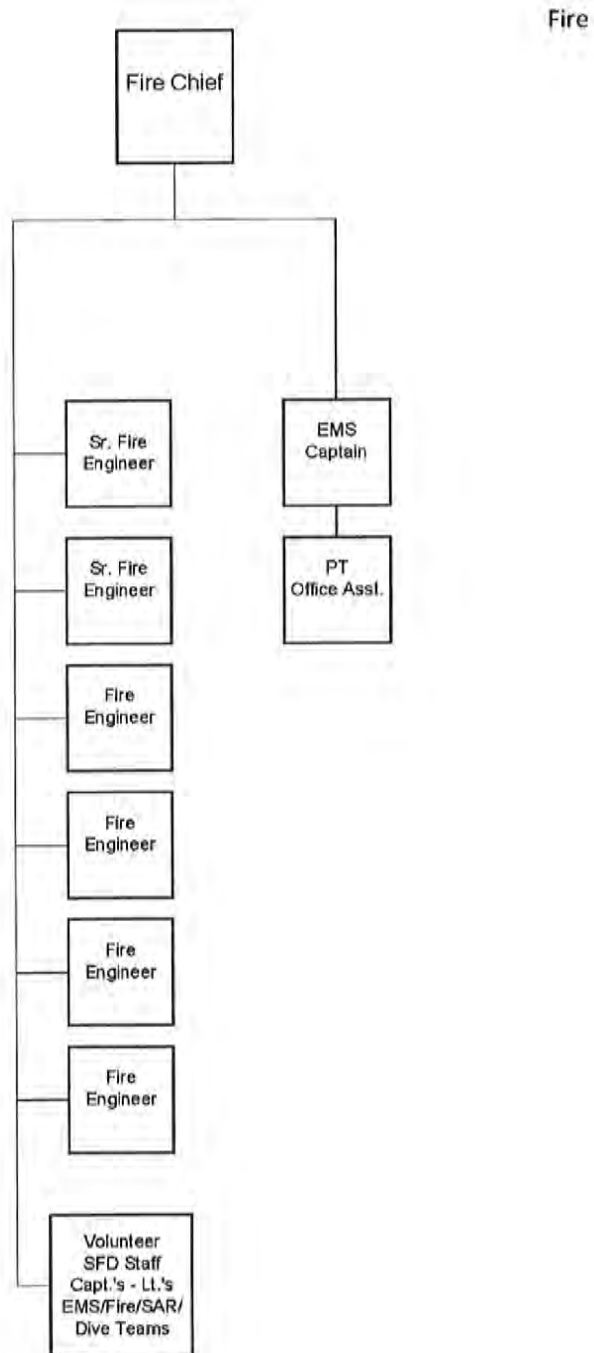 Fire
Fire Chief
Sr. Fire
Engineer
EMS
Captain
Sr. Fire
Engineer
PT
Office Asst.
Fire
Engineer
Fire
Engineer
Fire
Engineer
Fire
Engineer
Volunteer
SFD Staff
Capt.'s - Lt.'s
EMS/Fire/SAR/
Dive Teams